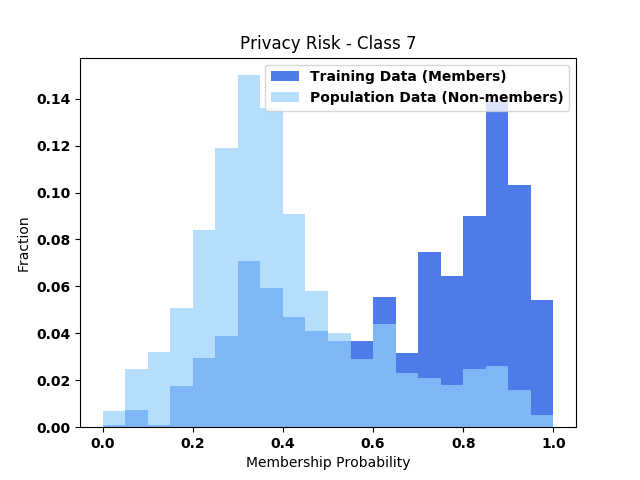 Privacy Risk - Class 7
Training Data (Members)
Population Data (Non-members)
0.14
0.12
0.10
0.08
0.06
0.04
0.02
0.00
Fraction
0.0 0.2 0.4 0.6 0.8 1.0
Membership Probability